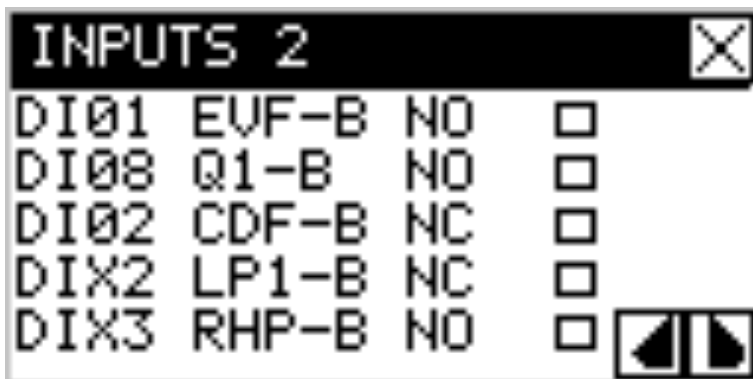 INPUTS 2
DI01 EVF-B NO
DI08 Q1-B NO
DI02 CDF-B NC
DIX2 LP1-B NC
DIX3 RHP-B NO